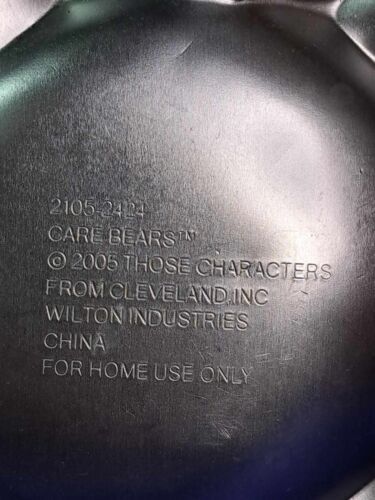 2105-2424
CARE BEARS™
© 2005 THOSE CHARACTERS
FROM CLEVELAND, INC
WILTON INDUSTRIES
CHINA
FOR HOME USE ONLY